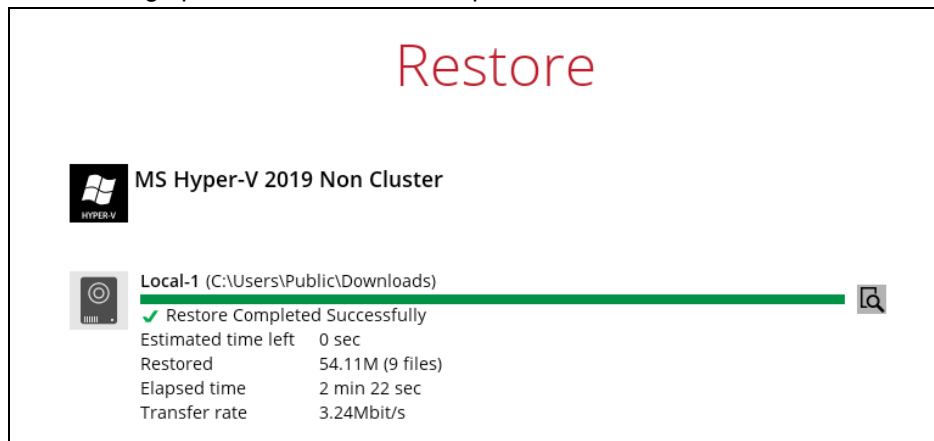 Restore
MS Hyper-V 2019 Non Cluster
HYPER-V
Local-1 (C:\Users\Public\Downloads)
Restore Completed Successfully
Estimated time left 0 sec
Restored 54.11M (9 files)
Elapsed time 2 min 22 sec
Transfer rate 3.24Mbit/s